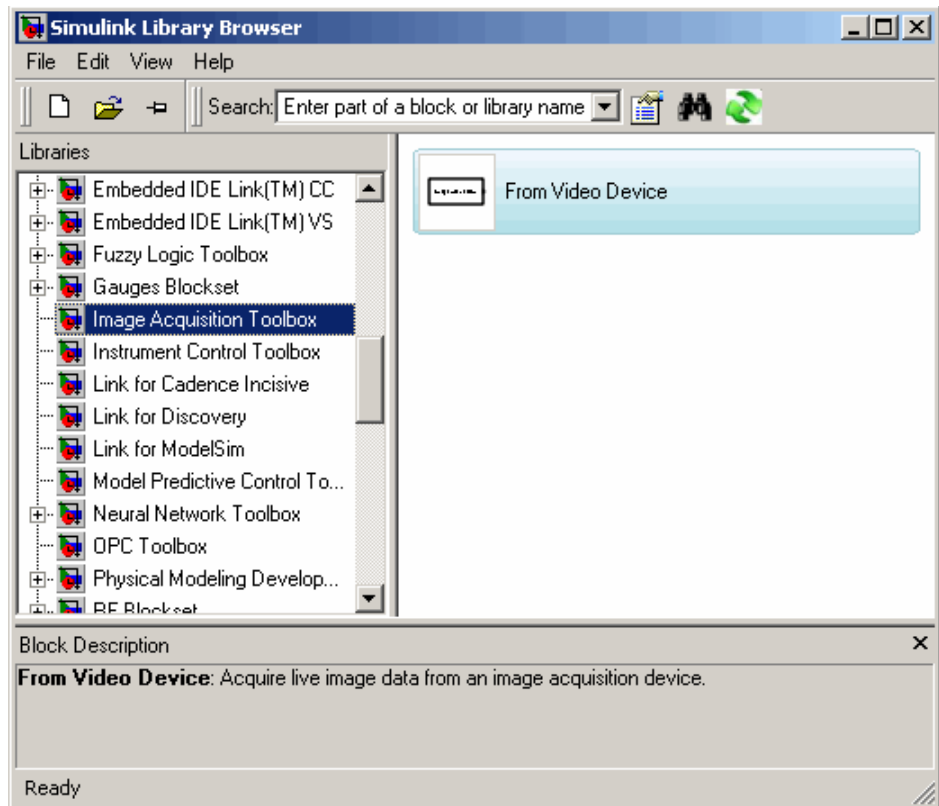 Simulink Library Browser
File Edit View Help
Search: Enter part of a block or library name
Libraries
Embedded IDE Link(TM) CC
Embedded IDE Link(TM) VS
Fuzzy Logic Toolbox
Gauges Blockset
Image Acquisition Toolbox
Instrument Control Toolbox
Link for Cadence Incisive
Link for Discovery
Link for ModelSim
Model Predictive Control To...
Neural Network Toolbox
OPC Toolbox
Physical Modeling Develop...
RF Blockset
From Video Device
Block Description
From Video Device: Acquire live image data from an image acquisition device.
Ready